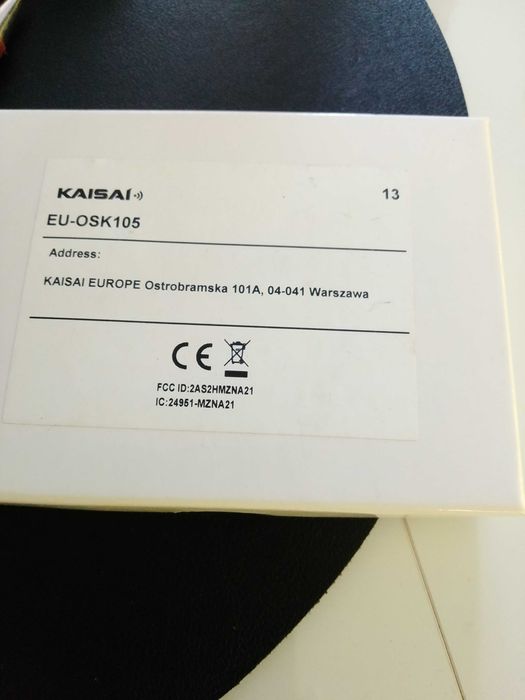 KAISAI 13
EU-OSK105
Address:
KAISAI EUROPE Ostrobramska 101A, 04-041 Warszawa
CE
FCC ID:2AS2HMZNA21
IC:24951-MZNA21